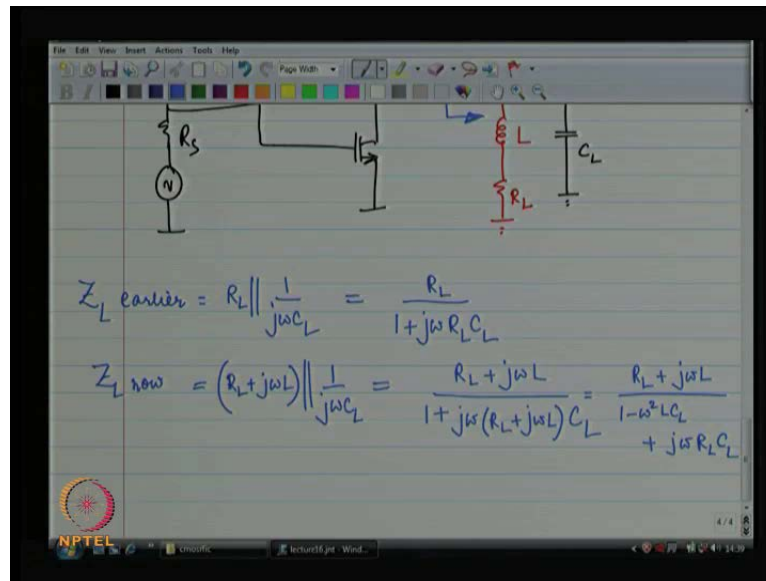 File Edit View Insert Actions Tools Help
Page Width
B I
R_S
L
C_L
R_L
Z_L earlier = R_L || 1/(jωC_L) = R_L/(1+jωR_LC_L)
Z_L now = (R_L+jωL) || 1/(jωC_L) = (R_L+jωL)/(1+jω(R_L+jωL)C_L) = (R_L+jωL)/(1-ω²LC_L + jωR_LC_L)
4/4
NPTEL
cmosrfic
lecture16.jnt - Wind...
14:39